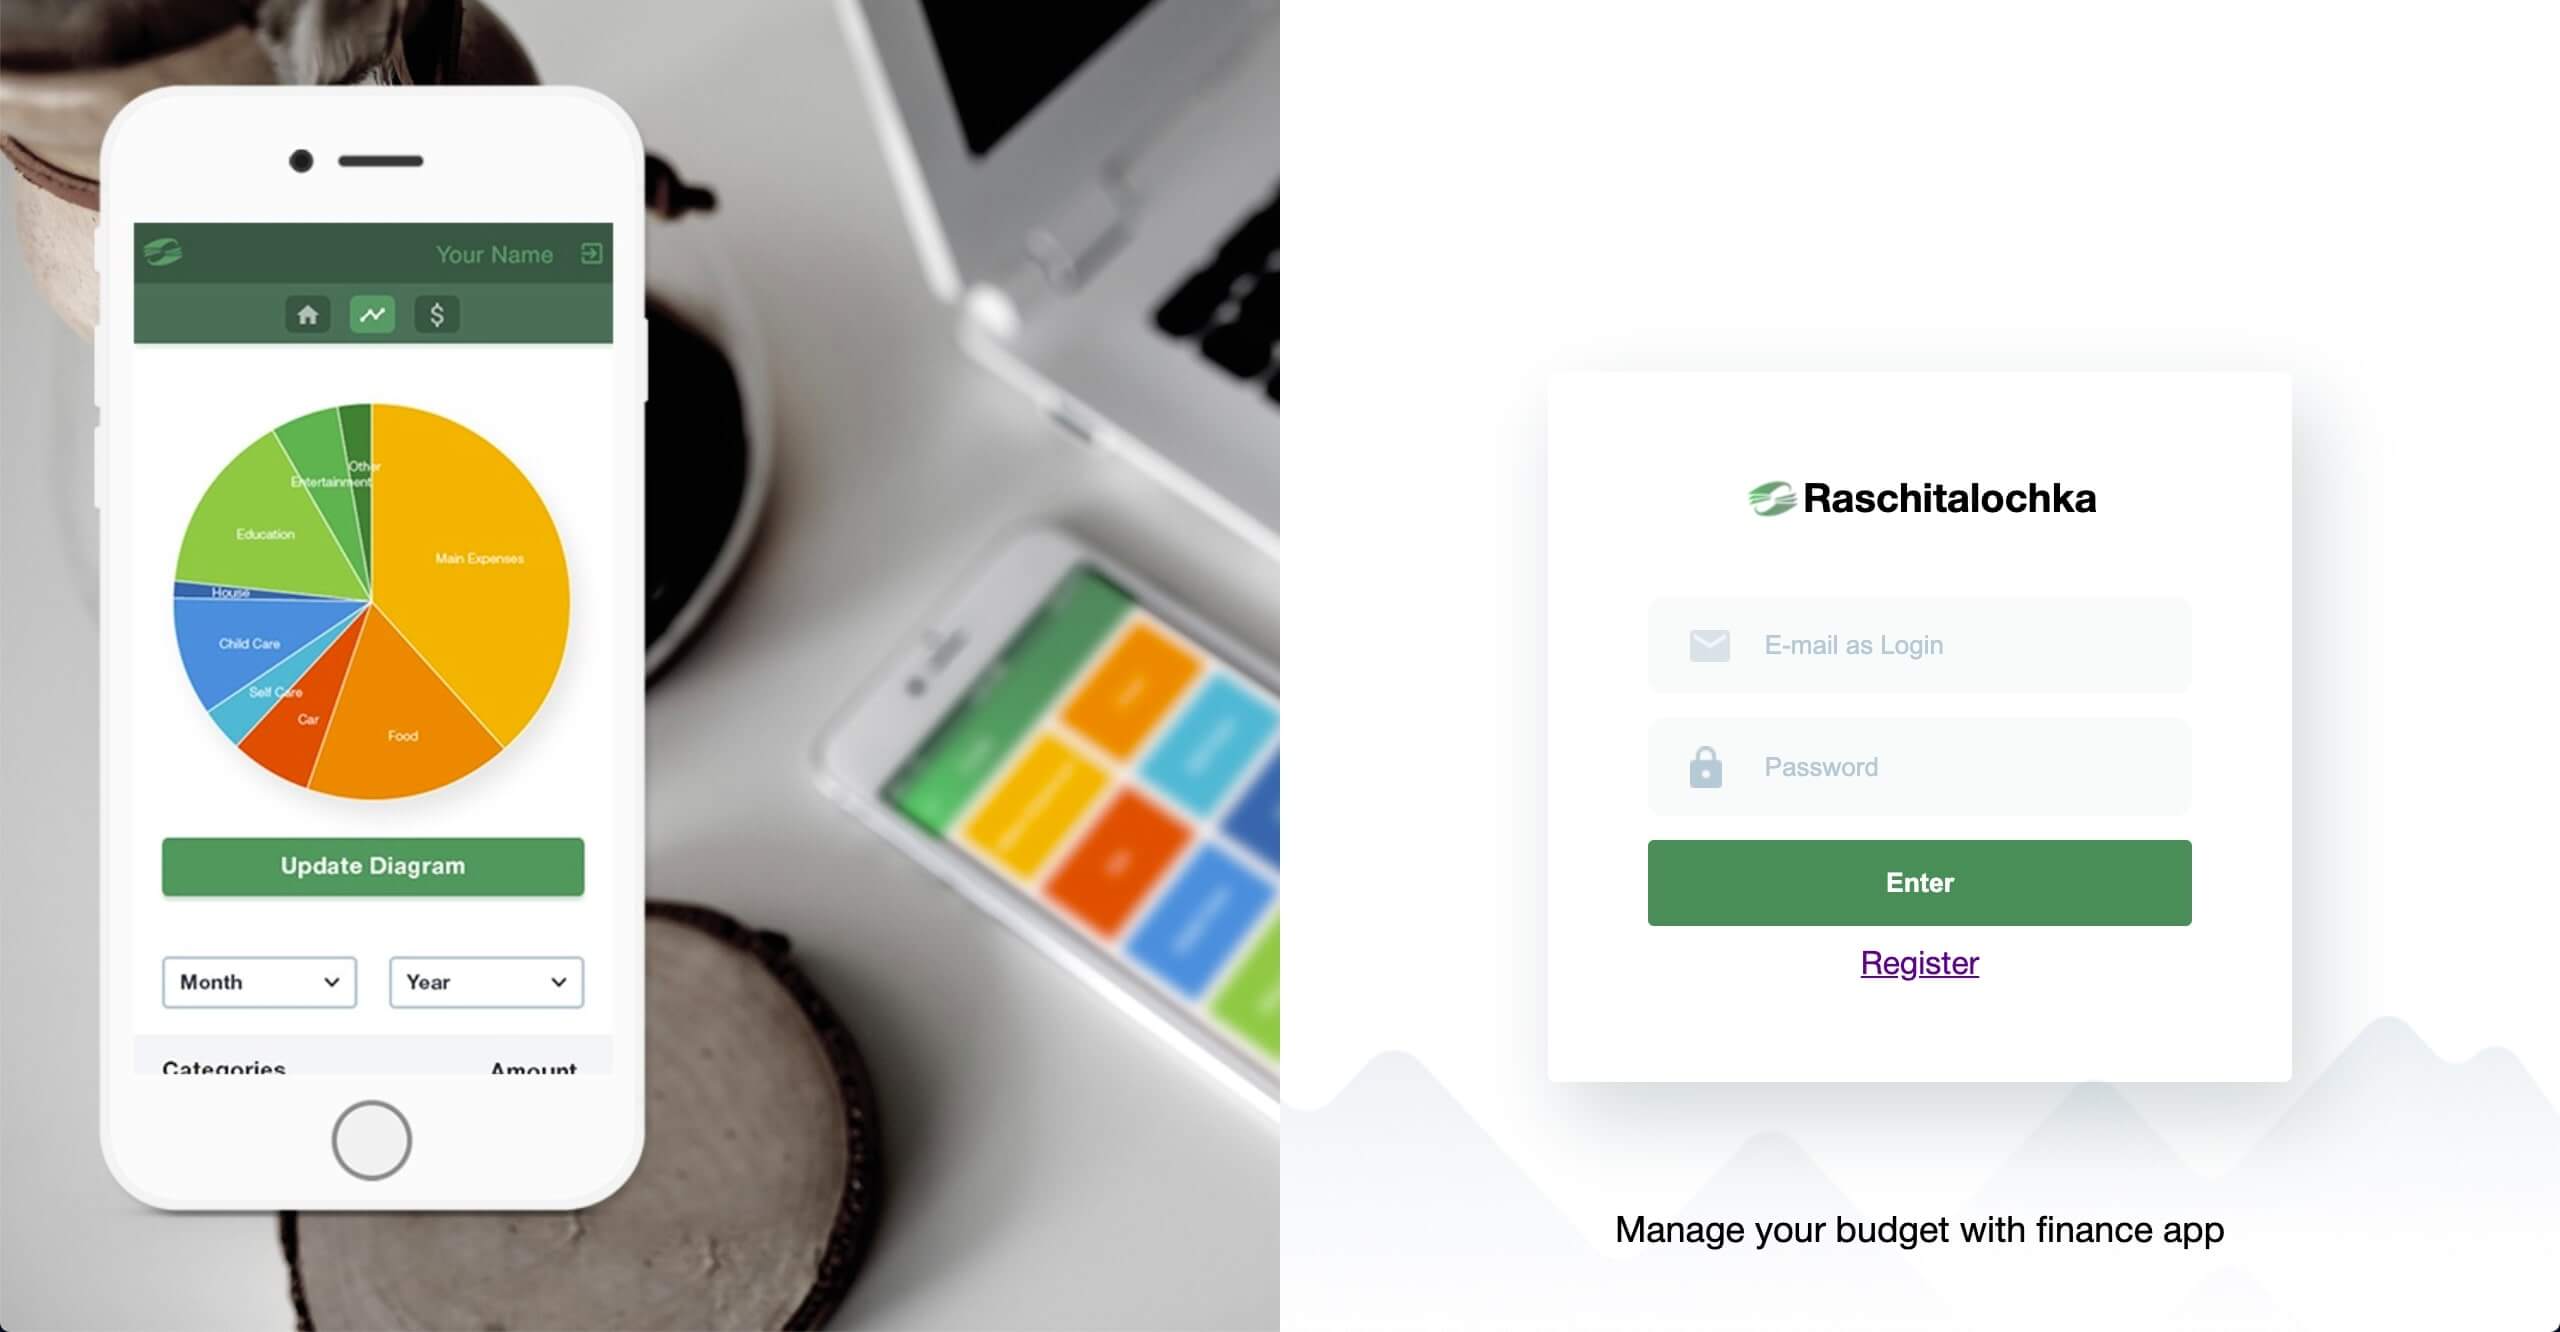 Your Name
Other
Entertainment
Education
Main Expenses
House
Child Care
Self Care
Car
Food
Update Diagram
Month
Year
Categories
Amount
Raschitalochka
E-mail as Login
Password
Enter
Register
Manage your budget with finance app